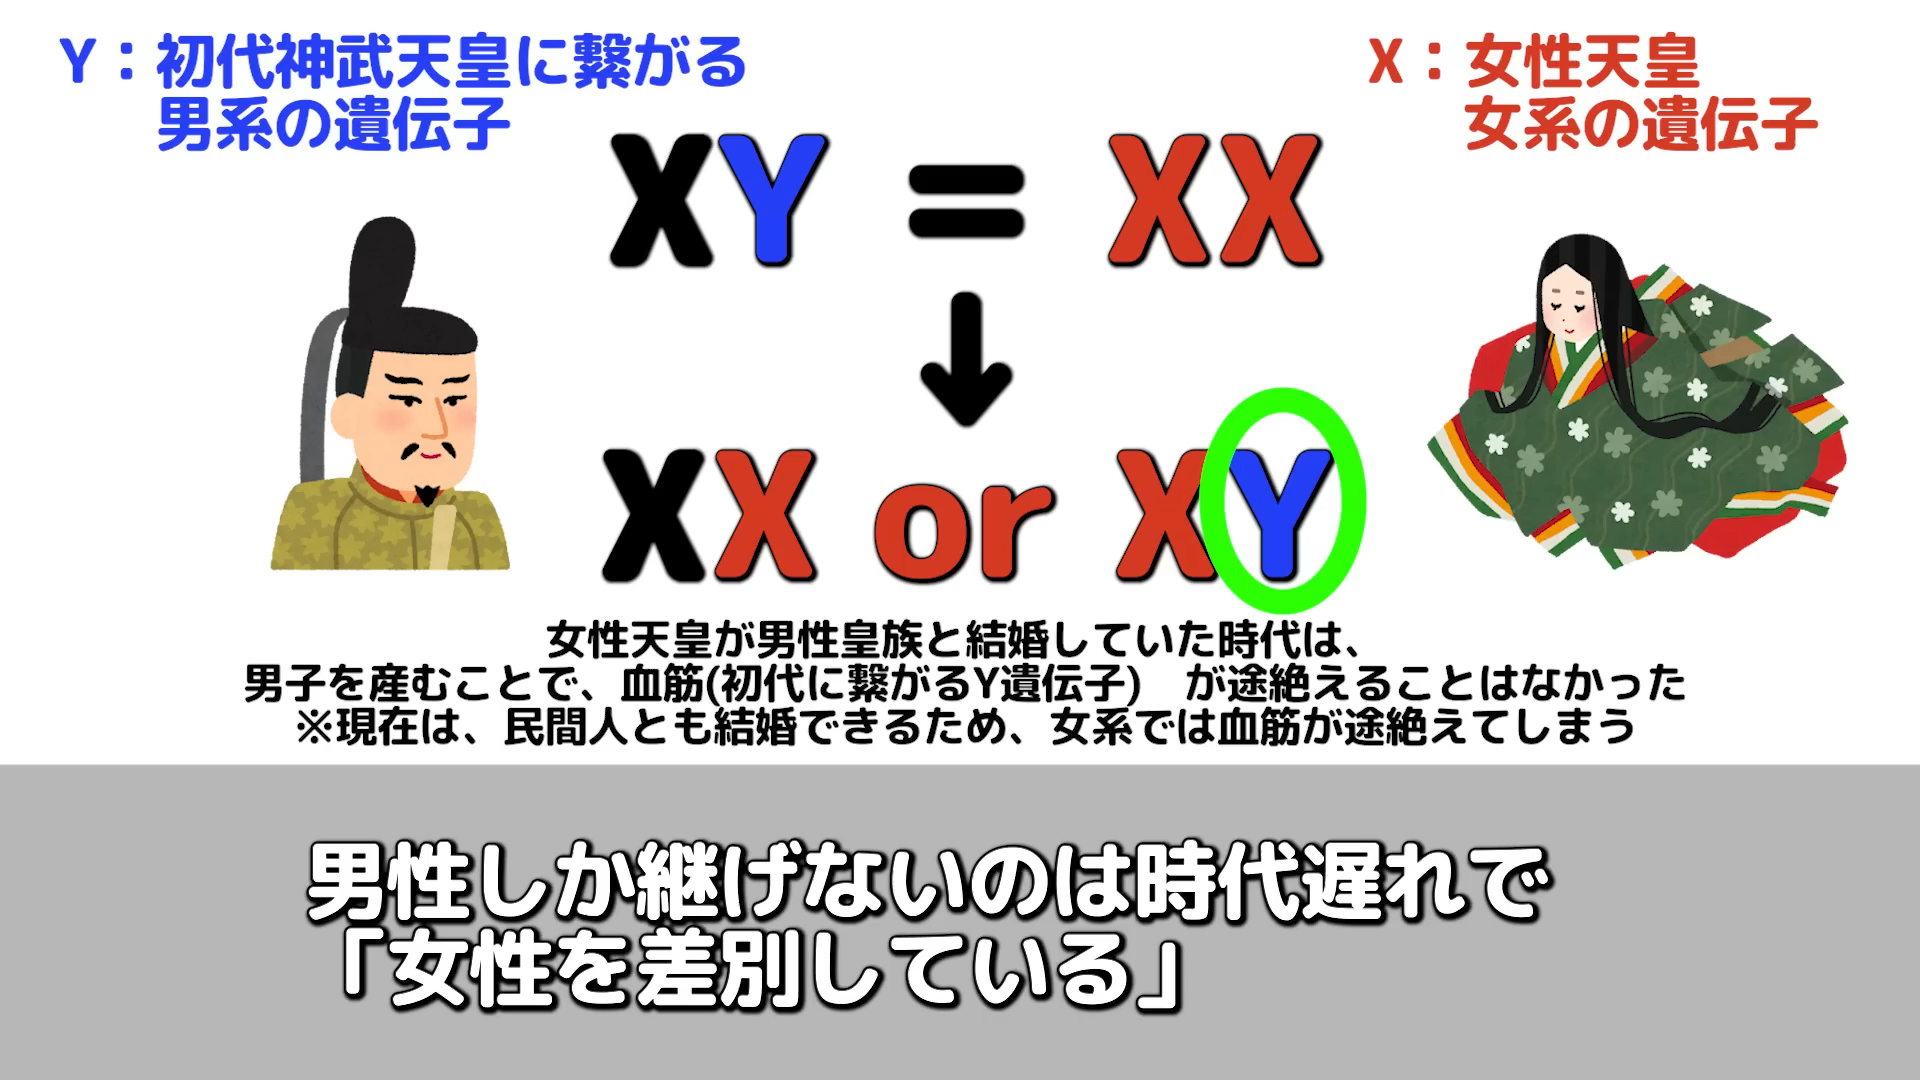 Y：初代神武天皇に繋がる
男系の遺伝子
X：女性天皇
女系の遺伝子
XY = XX
↓
XX or XY
女性天皇が男性皇族と結婚していた時代は、
男子を産むことで、血筋(初代に繋がるY遺伝子)　が途絶えることはなかった
※現在は、民間人とも結婚できるため、女系では血筋が途絶えてしまう
男性しか継げないのは時代遅れで
「女性を差別している」